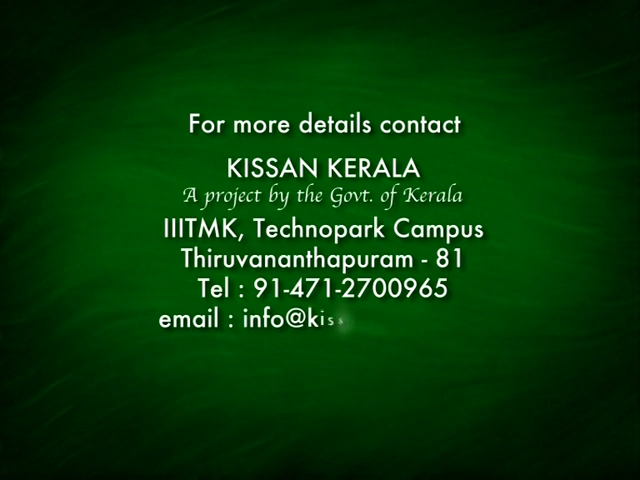 For more details contact
KISSAN KERALA
A project by the Govt. of Kerala
IIITMK, Technopark Campus
Thiruvananthapuram - 81
Tel : 91-471-2700965
email : info@kiss